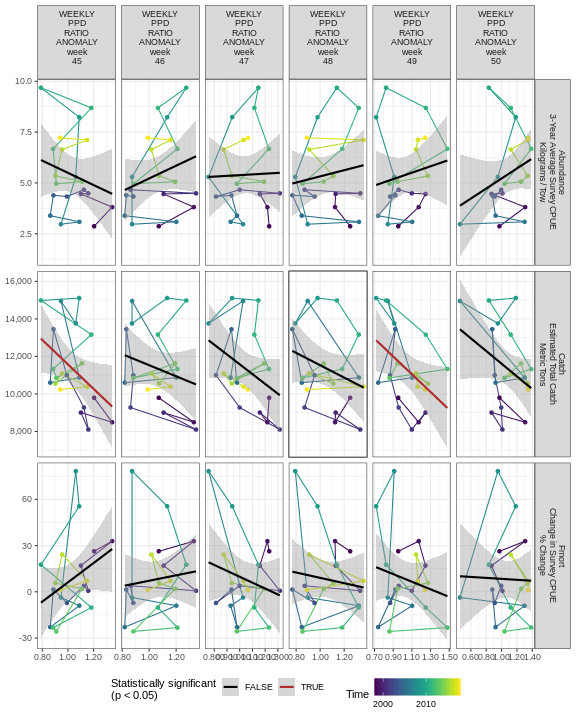 WEEKLY PPD RATIO ANOMALY week 45
WEEKLY PPD RATIO ANOMALY week 46
WEEKLY PPD RATIO ANOMALY week 47
WEEKLY PPD RATIO ANOMALY week 48
WEEKLY PPD RATIO ANOMALY week 49
WEEKLY PPD RATIO ANOMALY week 50
10.0
7.5
5.0
2.5
Abundance
3-Year Average Survey CPUE
Kilograms / Tow
16,000
14,000
12,000
10,000
8,000
Catch
Estimated Total Catch
Metric Tons
60
30
0
-30
Fmort
Change in Survey CPUE
% Change
0.80 1.00 1.20
0.80 1.00 1.20
0.80
0.80 1.00 1.20 1.40
0.70 0.90 1.10 1.30 1.50
0.60 0.80 1.00 1.20 1.40
Statistically significant
(p < 0.05)
FALSE
TRUE
Time
2000 2010